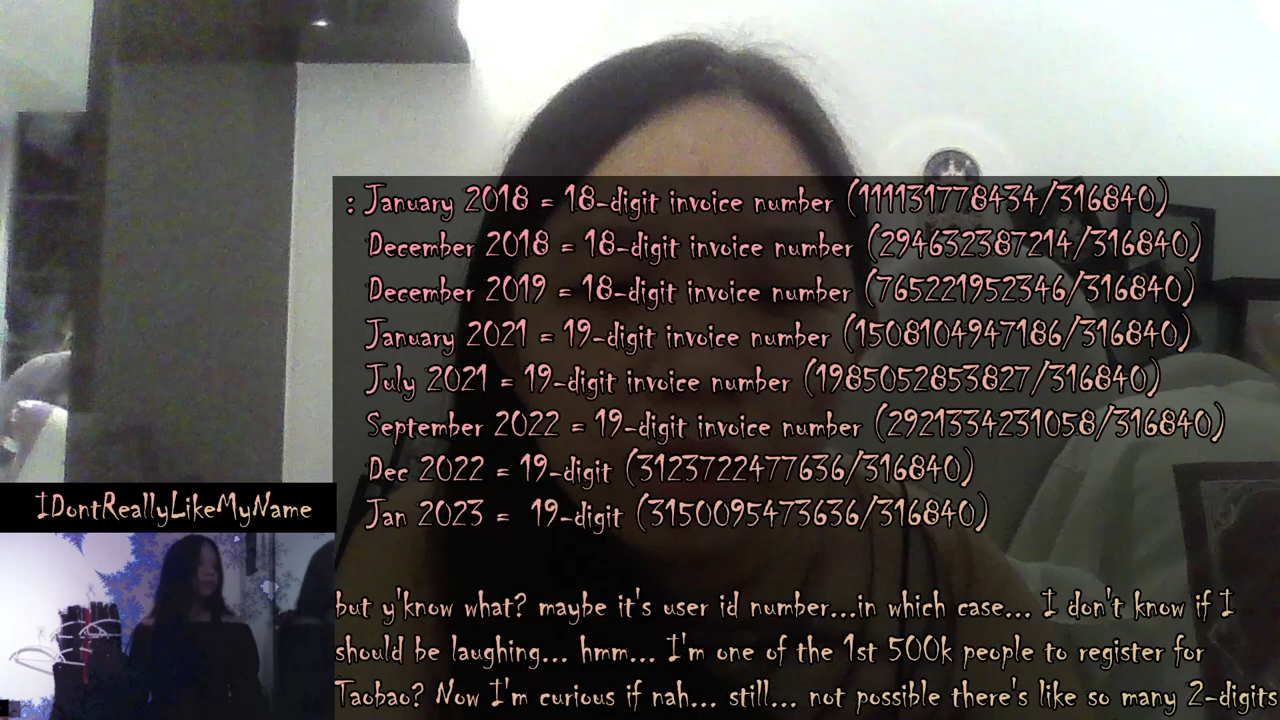 : January 2018 = 18-digit invoice number (111131778434/316840)
December 2018 = 18-digit invoice number (294632387214/316840)
December 2019 = 18-digit invoice number (765221952346/316840)
January 2021 = 19-digit invoice number (1508104947186/316840)
July 2021 = 19-digit invoice number (1985052853827/316840)
September 2022 = 19-digit invoice number (2921334231058/316840)
Dec 2022 = 19-digit (3123722477636/316840)
Jan 2023 = 19-digit (3150095473636/316840)
IDontReallyLikeMyName
but y'know what? maybe it's user id number...in which case... I don't know if I
should be laughing... hmm... I'm one of the 1st 500k people to register for
Taobao? Now I'm curious if nah... still... not possible there's like so many 2-digits